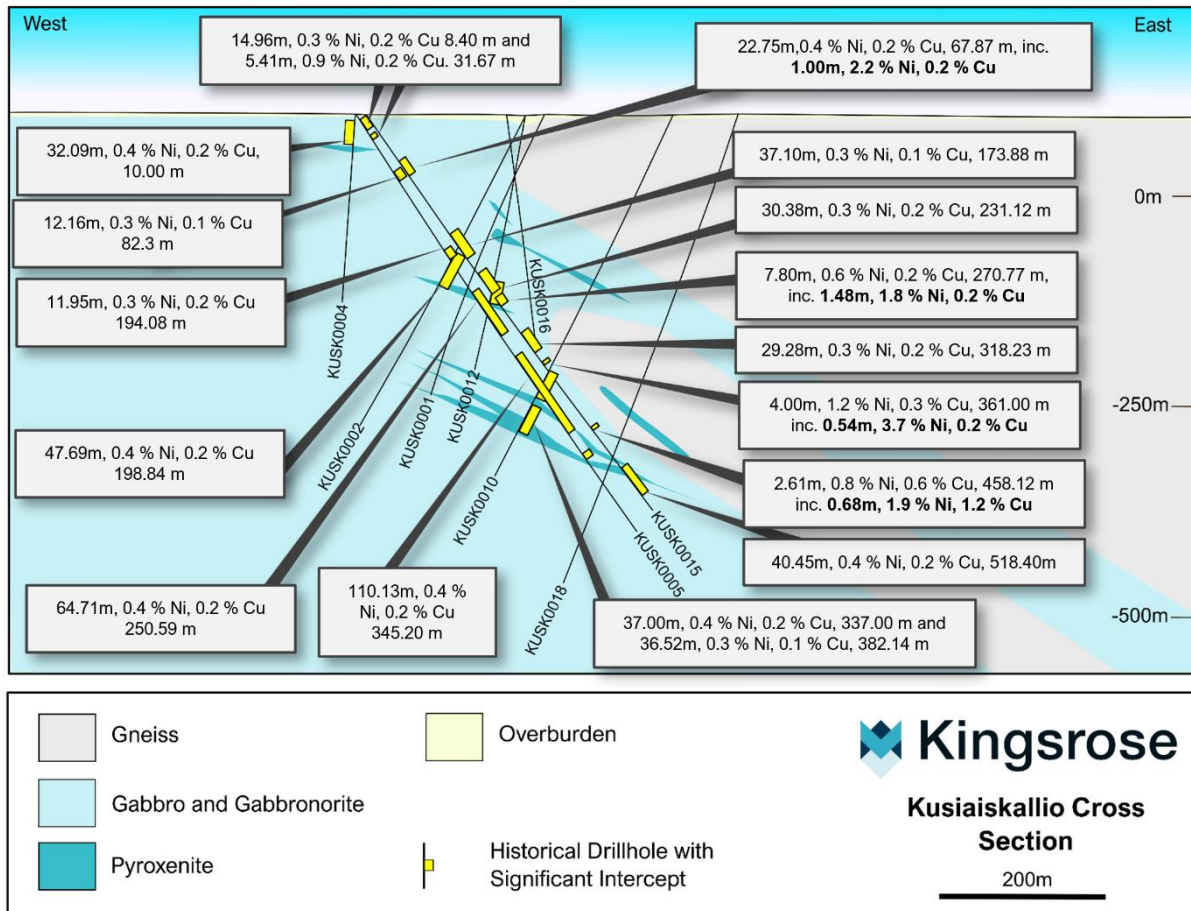 West
East
14.96m, 0.3 % Ni, 0.2 % Cu 8.40 m and
5.41m, 0.9 % Ni, 0.2 % Cu. 31.67 m
22.75m,0.4 % Ni, 0.2 % Cu, 67.87 m, inc.
1.00m, 2.2 % Ni, 0.2 % Cu
32.09m, 0.4 % Ni, 0.2 % Cu,
10.00 m
12.16m, 0.3 % Ni, 0.1 % Cu
82.3 m
11.95m, 0.3 % Ni, 0.2 % Cu
194.08 m
47.69m, 0.4 % Ni, 0.2 % Cu
198.84 m
64.71m, 0.4 % Ni, 0.2 % Cu
250.59 m
110.13m, 0.4 %
Ni, 0.2 % Cu
345.20 m
37.00m, 0.4 % Ni, 0.2 % Cu, 337.00 m and
36.52m, 0.3 % Ni, 0.1 % Cu, 382.14 m
37.10m, 0.3 % Ni, 0.1 % Cu, 173.88 m
30.38m, 0.3 % Ni, 0.2 % Cu, 231.12 m
7.80m, 0.6 % Ni, 0.2 % Cu, 270.77 m,
inc. 1.48m, 1.8 % Ni, 0.2 % Cu
29.28m, 0.3 % Ni, 0.2 % Cu, 318.23 m
4.00m, 1.2 % Ni, 0.3 % Cu, 361.00 m
inc. 0.54m, 3.7 % Ni, 0.2 % Cu
2.61m, 0.8 % Ni, 0.6 % Cu, 458.12 m
inc. 0.68m, 1.9 % Ni, 1.2 % Cu
40.45m, 0.4 % Ni, 0.2 % Cu, 518.40m
0m
-250m
-500m
KUSK0004
KUSK0002
KUSK0001
KUSK0012
KUSK0016
KUSK0010
KUSK0018
KUSK0005
KUSK0015
Gneiss
Overburden
Gabbro and Gabbronorite
Pyroxenite
Historical Drillhole with
Significant Intercept
Kingsrose
Kusiaiskallio Cross
Section
200m